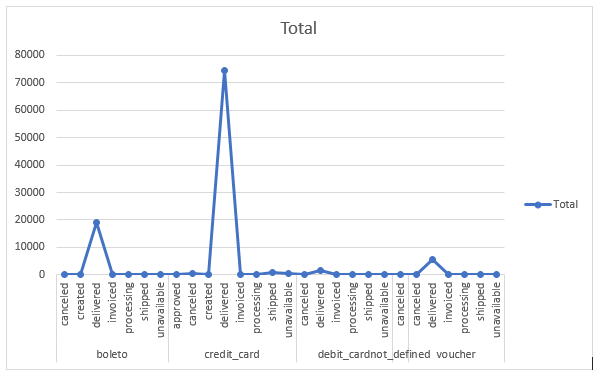 Total
80000
70000
60000
50000
40000
30000
20000
10000
0
canceled
created
delivered
invoiced
processing
shipped
unavailable
approved
canceled
created
delivered
invoiced
processing
shipped
unavailable
canceled
delivered
invoiced
processing
shipped
unavailable
canceled
canceled
delivered
invoiced
processing
shipped
unavailable
boleto
credit_card
debit_card
not_defined
voucher
Total